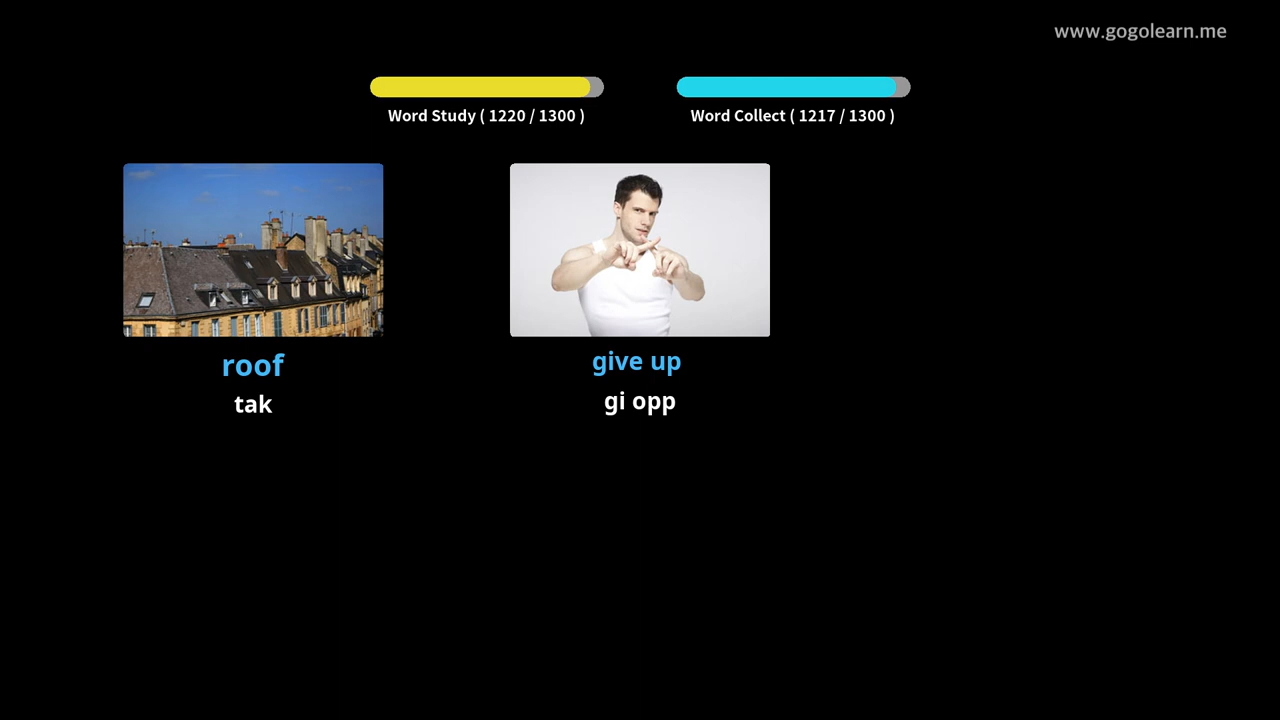 www.gogolearn.me
Word Study ( 1220 / 1300 )
Word Collect ( 1217 / 1300 )
roof
tak
give up
gi opp